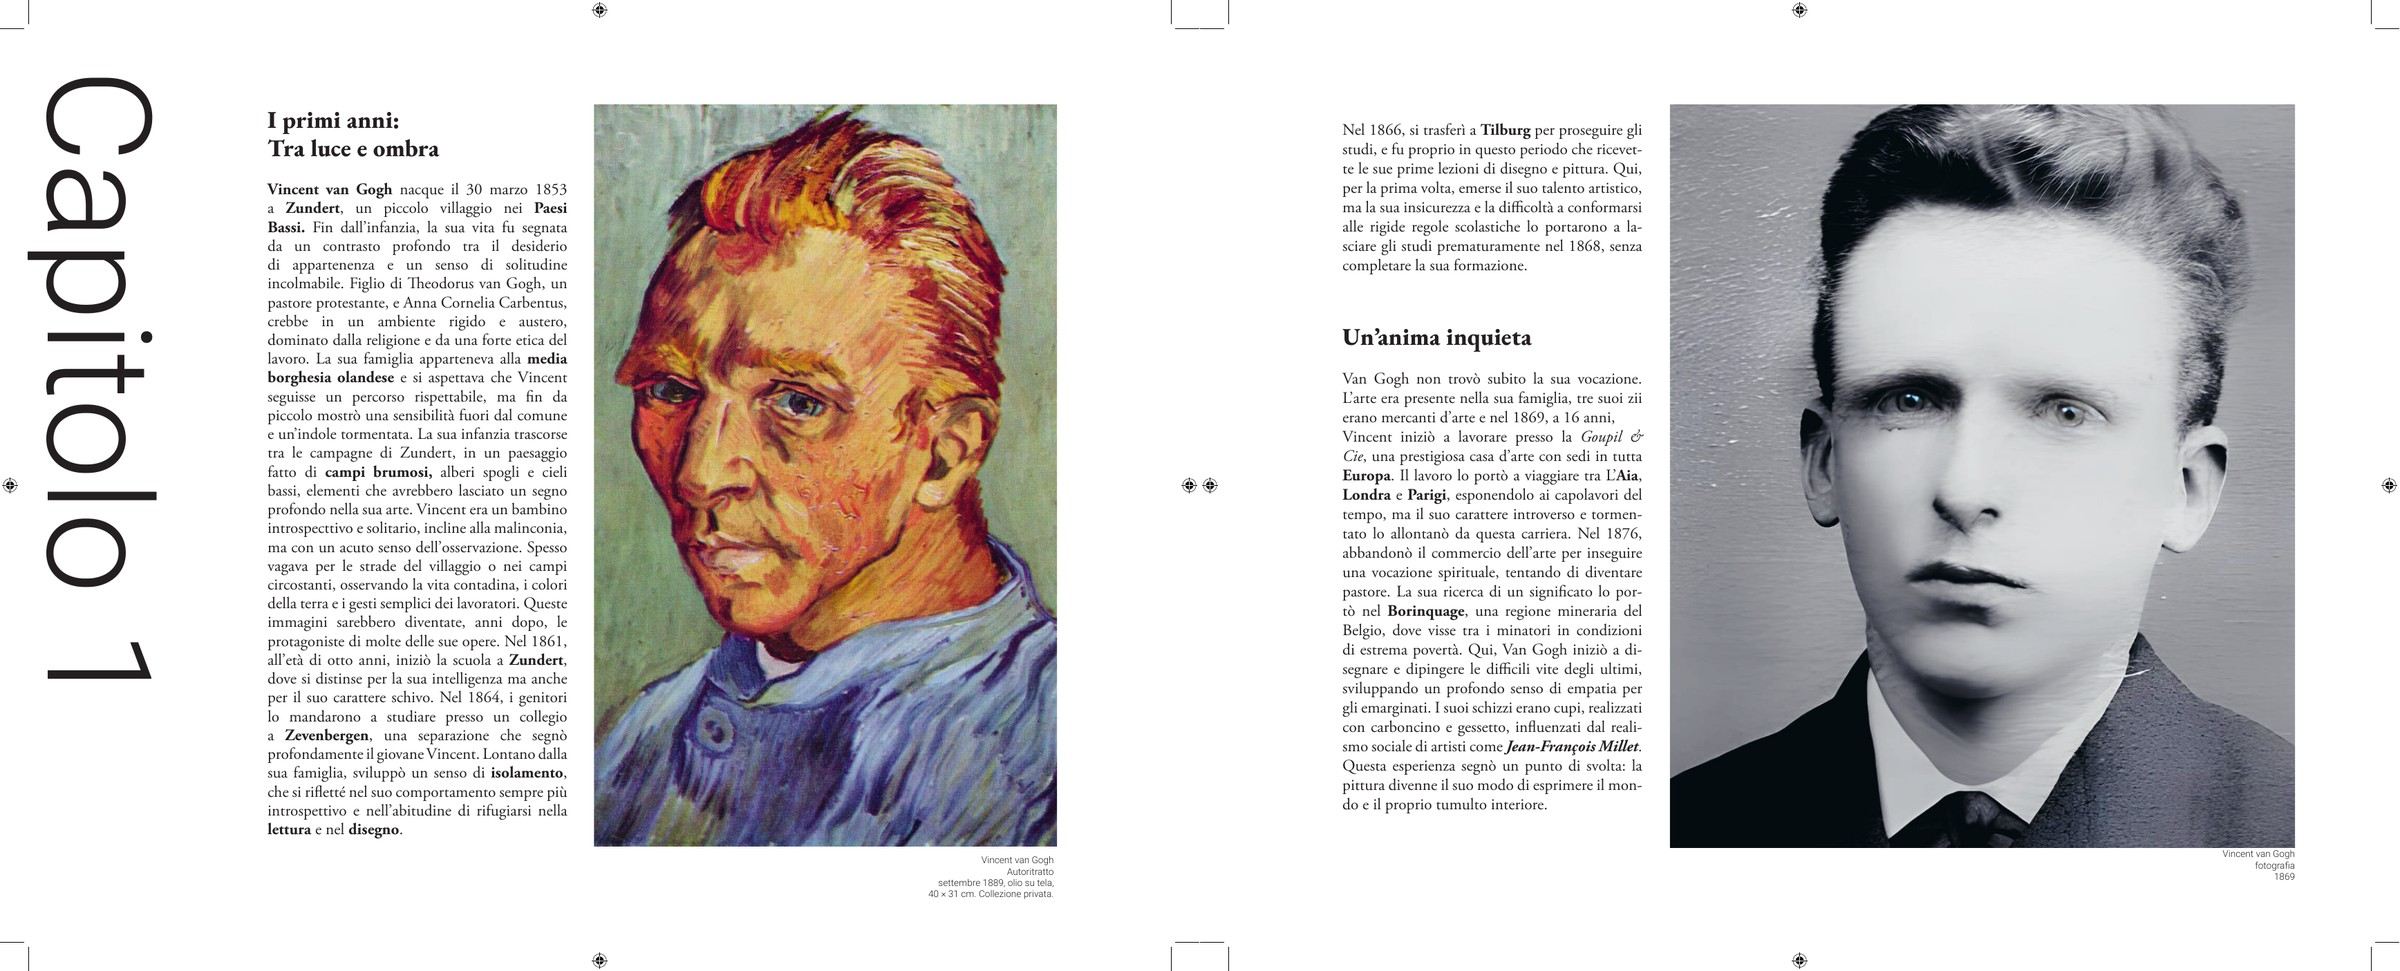 Capitolo 1
I primi anni:
Tra luce e ombra
Vincent van Gogh nacque il 30 marzo 1853
a Zundert, un piccolo villaggio nei Paesi
Bassi. Fin dall’infanzia, la sua vita fu segnata
da un contrasto profondo tra il desiderio
di appartenenza e un senso di solitudine
incolmabile. Figlio di Theodorus van Gogh, un
pastore protestante, e Anna Cornelia Carbentus,
crebbe in un ambiente rigido e austero,
dominato dalla religione e da una forte etica del
lavoro. La sua famiglia apparteneva alla media
borghesia olandese e si aspettava che Vincent
seguisse un percorso rispettabile, ma fin da
piccolo mostrò una sensibilità fuori dal comune
e un’indole tormentata. La sua infanzia trascorse
tra le campagne di Zundert, in un paesaggio
fatto di campi brumosi, alberi spogli e cieli
bassi, elementi che avrebbero lasciato un segno
profondo nella sua arte. Vincent era un bambino
introspecttivo e solitario, incline alla malinconia,
ma con un acuto senso dell’osservazione. Spesso
vagava per le strade del villaggio o nei campi
circostanti, osservando la vita contadina, i colori
della terra e i gesti semplici dei lavoratori. Queste
immagini sarebbero diventate, anni dopo, le
protagoniste di molte delle sue opere. Nel 1861,
all’età di otto anni, iniziò la scuola a Zundert,
dove si distinse per la sua intelligenza ma anche
per il suo carattere schivo. Nel 1864, i genitori
lo mandarono a studiare presso un collegio
a Zevenbergen, una separazione che segnò
profondamente il giovane Vincent. Lontano dalla
sua famiglia, sviluppò un senso di isolamento,
che si rifletté nel suo comportamento sempre più
introspettivo e nell’abitudine di rifugiarsi nella
lettura e nel disegno.
Vincent van Gogh
Autoritratto
settembre 1889, olio su tela,
40 × 31 cm. Collezione privata.
Nel 1866, si trasferì a Tilburg per proseguire gli
studi, e fu proprio in questo periodo che ricevet-
te le sue prime lezioni di disegno e pittura. Qui,
per la prima volta, emerse il suo talento artistico,
ma la sua insicurezza e la difficoltà a conformarsi
alle rigide regole scolastiche lo portarono a la-
sciare gli studi prematuramente nel 1868, senza
completare la sua formazione.
Un’anima inquieta
Van Gogh non trovò subito la sua vocazione.
L’arte era presente nella sua famiglia, tre suoi zii
erano mercanti d’arte e nel 1869, a 16 anni,
Vincent iniziò a lavorare presso la Goupil &
Cie, una prestigiosa casa d’arte con sedi in tutta
Europa. Il lavoro lo portò a viaggiare tra L’Aia,
Londra e Parigi, esponendolo ai capolavori del
tempo, ma il suo carattere introverso e tormen-
tato lo allontanò da questa carriera. Nel 1876,
abbandonò il commercio dell’arte per inseguire
una vocazione spirituale, tentando di diventare
pastore. La sua ricerca di un significato lo por-
tò nel Borinquage, una regione mineraria del
Belgio, dove visse tra i minatori in condizioni
di estrema povertà. Qui, Van Gogh iniziò a di-
segnare e dipingere le difficili vite degli ultimi,
sviluppando un profondo senso di empatia per
gli emarginati. I suoi schizzi erano cupi, realizzati
con carboncino e gessetto, influenzati dal reali-
smo sociale di artisti come Jean-François Millet.
Questa esperienza segnò un punto di svolta: la
pittura divenne il suo modo di esprimere il mon-
do e il proprio tumulto interiore.
Vincent van Gogh
fotografia
1869